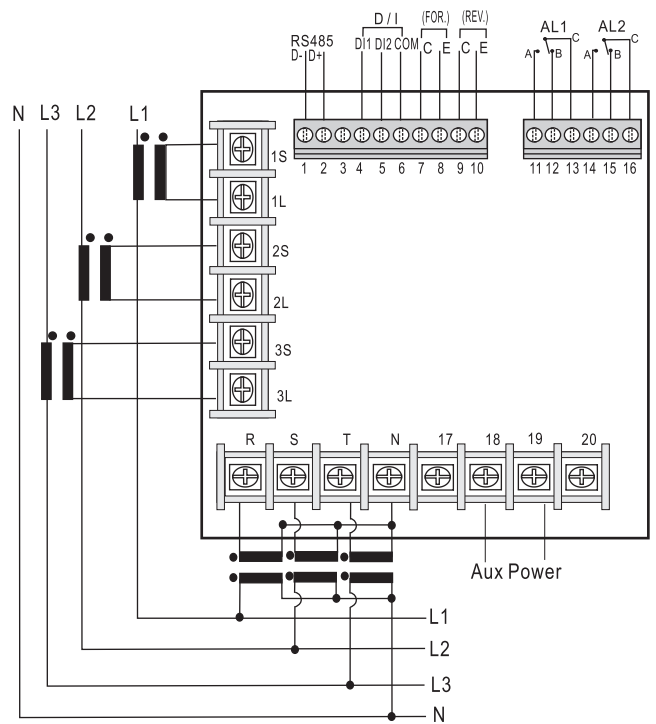 D / I (FOR.) (REV.) AL1 AL2
RS485
D- D+ DI1 DI2 COM C E C E A B C A B C
N L3 L2 L1
1 2 3 4 5 6 7 8 9 10 11 12 13 14 15 16
1S
1L
2S
2L
3S
3L
R S T N 17 18 19 20
Aux Power
L1
L2
L3
N